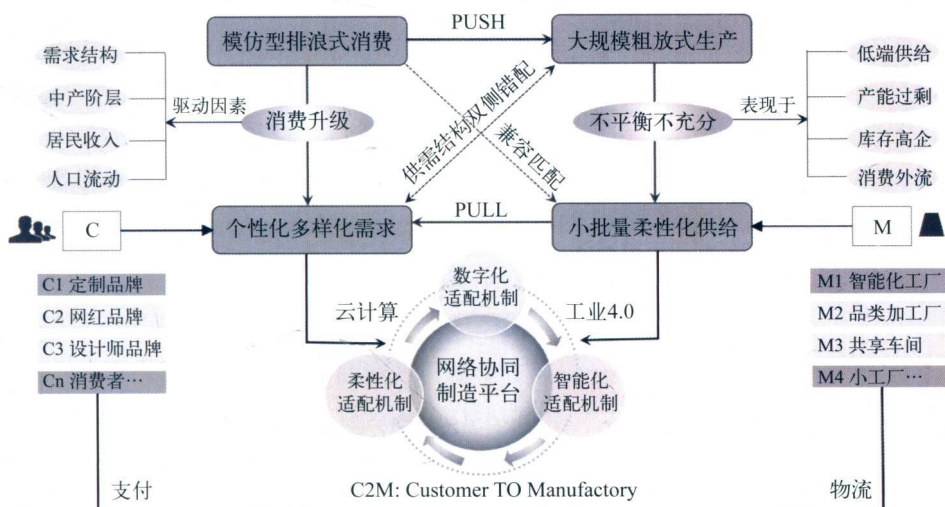 模仿型排浪式消费
PUSH
大规模粗放式生产
需求结构
中产阶层
居民收入
人口流动
驱动因素
消费升级
供需结构双侧错配
兼容匹配
不平衡不充分
表现于
低端供给
产能过剩
库存高企
消费外流
C
个性化多样化需求
PULL
小批量柔性化供给
M
C1 定制品牌
C2 网红品牌
C3 设计师品牌
Cn 消费者…
云计算
数字化
适配机制
工业4.0
网络协同
制造平台
柔性化
适配机制
智能化
适配机制
M1 智能化工厂
M2 品类加工厂
M3 共享车间
M4 小工厂…
支付
C2M: Customer TO Manufactory
物流